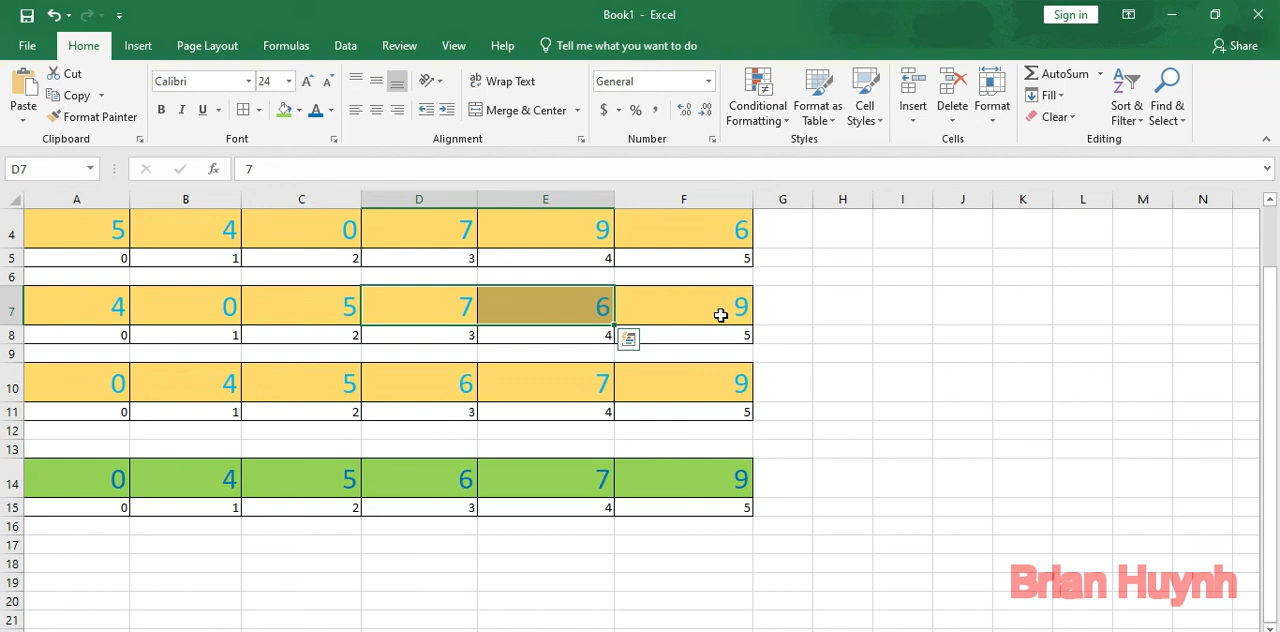 Book1 - Excel
Sign in
File Home Insert Page Layout Formulas Data Review View Help Tell me what you want to do Share
Paste
Cut
Copy
Format Painter
Clipboard
Calibri 24
B I U
Font
Wrap Text
Merge & Center
Alignment
General
$ % ,
Number
Conditional Formatting
Format as Table
Cell Styles
Styles
Insert Delete Format
Cells
AutoSum
Fill
Clear
Sort & Filter
Find & Select
Editing
D7 fx 7
A B C D E F G H I J K L M N
4 5 4 0 7 9 6
5 0 1 2 3 4 5
6
7 4 0 5 7 6 9
8 0 1 2 3 4 5
9
10 0 4 5 6 7 9
11 0 1 2 3 4 5
12
13
14 0 4 5 6 7 9
15 0 1 2 3 4 5
16
17
18
19
20
21
Brian Huynh